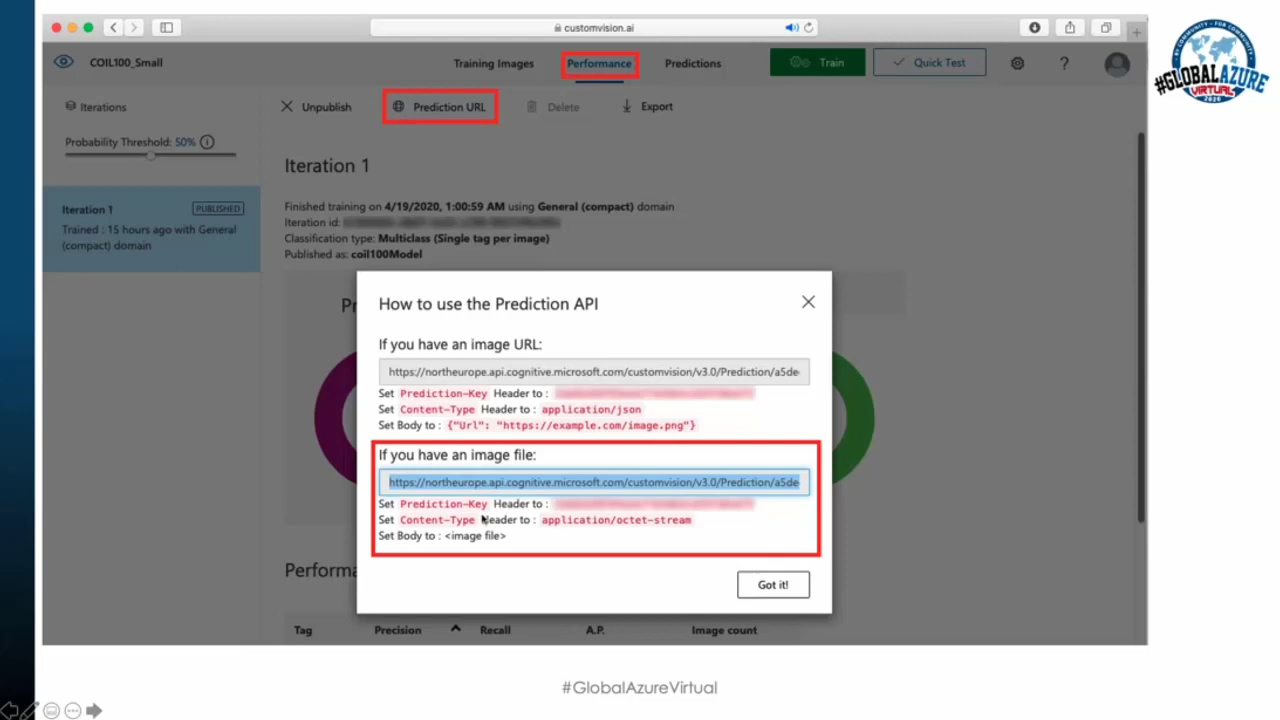 customvision.ai
COIL100_Small
Training Images
Performance
Predictions
Train
Quick Test
?
Iterations
Unpublish
Prediction URL
Delete
Export
Probability Threshold: 50%
Iteration 1
Finished training on 4/19/2020, 1:00:59 AM using General (compact) domain
Iteration id:
Classification type: Multiclass (Single tag per image)
Published as: coil100Model
Iteration 1
PUBLISHED
Trained : 15 hours ago with General
(compact) domain
How to use the Prediction API
If you have an image URL:
https://northeurope.api.cognitive.microsoft.com/customvision/v3.0/Prediction/a5de
Set Prediction-Key Header to :
Set Content-Type Header to : application/json
Set Body to : {"Url": "https://example.com/image.png"}
If you have an image file:
https://northeurope.api.cognitive.microsoft.com/customvision/v3.0/Prediction/a5de
Set Prediction-Key Header to :
Set Content-Type Header to : application/octet-stream
Set Body to : <image file>
Got it!
Pr
Performa
Tag
Precision
Recall
A.P.
Image count
BY COMMUNITY - FOR COMMUNITY
#GLOBALAZURE
VIRTUAL
2020
#GlobalAzureVirtual